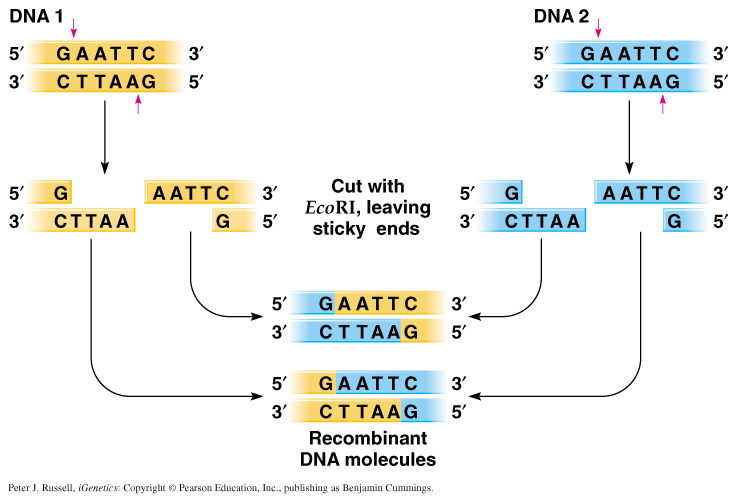 DNA 1
DNA 2
5′ GAATTC 3′
3′ CTTAAG 5′
5′ GAATTC 3′
3′ CTTAAG 5′
5′ G AATTC 3′
3′ CTTAA G 5′
Cut with
EcoRI, leaving
sticky ends
5′ G AATTC 3′
3′ CTTAA G 5′
5′ GAATTC 3′
3′ CTTAAG 5′
5′ GAATTC 3′
3′ CTTAAG 5′
Recombinant
DNA molecules
Peter J. Russell, iGenetics: Copyright © Pearson Education, Inc., publishing as Benjamin Cummings.